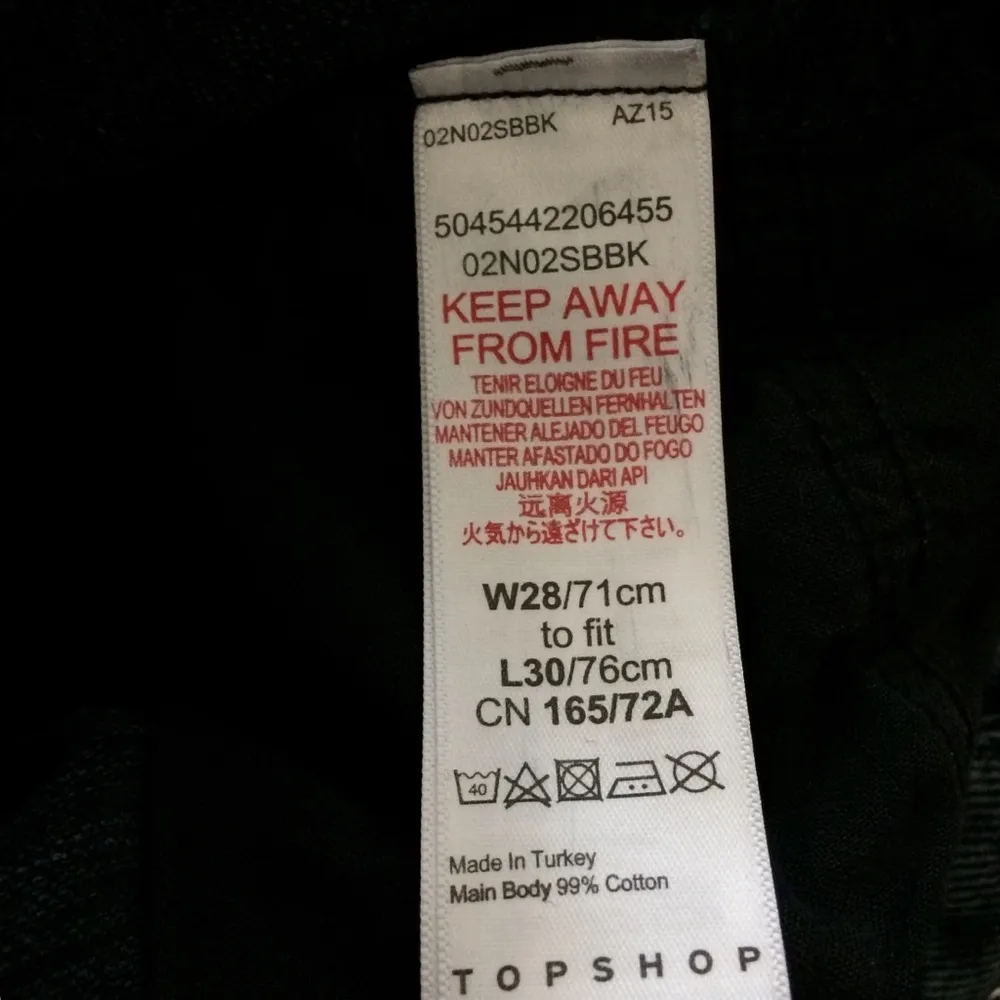 02N02SBBK AZ15
5045442206455
02N02SBBK
KEEP AWAY
FROM FIRE
TENIR ELOIGNE DU FEU
VON ZUNDQUELLEN FERNHALTEN
MANTENER ALEJADO DEL FEUGO
MANTER AFASTADO DO FOGO
JAUHKAN DARI API
远离火源
火気から遠ざけて下さい。
W28/71cm
to fit
L30/76cm
CN 165/72A
40
Made In Turkey
Main Body 99% Cotton
TOPSHOP